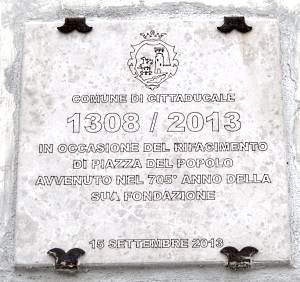 COMUNE DI CITTADUCALE
1308 / 2013
IN OCCASIONE DEL RIFACIMENTO
DI PIAZZA DEL POPOLO
AVVENUTO NEL 705° ANNO DELLA
SUA FONDAZIONE
15 SETTEMBRE 2013